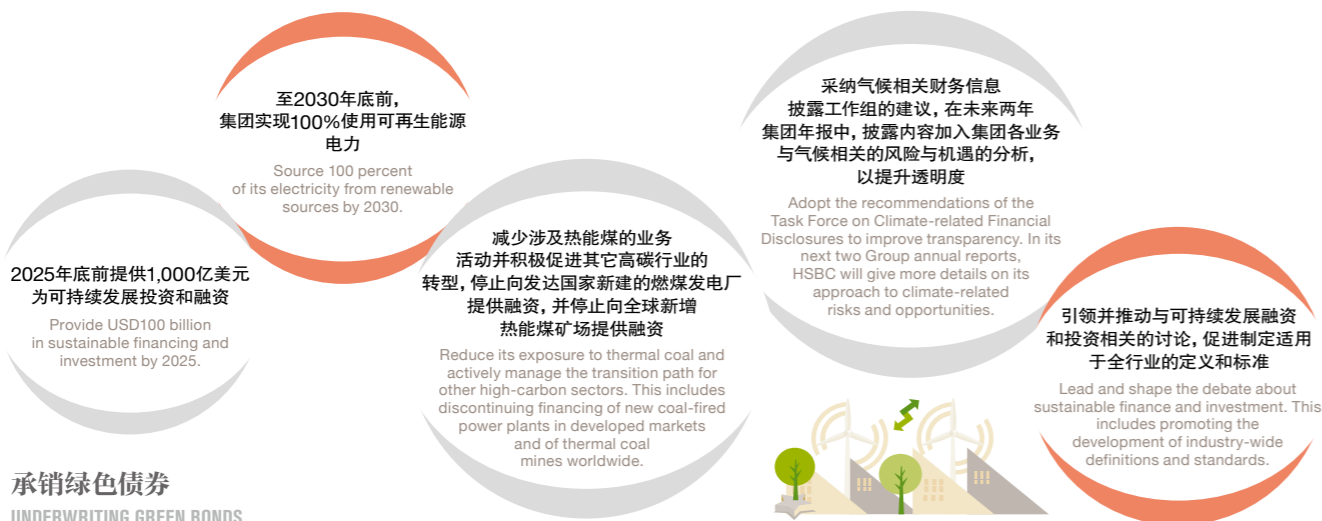 2025年底前提供1,000亿美元
为可持续发展投资和融资
Provide USD100 billion
in sustainable financing and
investment by 2025.
至2030年底前，
集团实现100%使用可再生能源
电力
Source 100 percent
of its electricity from renewable
sources by 2030.
减少涉及热能煤的业务
活动并积极促进其它高碳行业的
转型，停止向发达国家新建的燃煤发电厂
提供融资，并停止向全球新增
热能煤矿场提供融资
Reduce its exposure to thermal coal and
actively manage the transition path for
other high-carbon sectors. This includes
discontinuing financing of new coal-fired
power plants in developed markets
and of thermal coal
mines worldwide.
采纳气候相关财务信息
披露工作组的建议，在未来两年
集团年报中，披露内容加入集团各业务
与气候相关的风险与机遇的分析，
以提升透明度
Adopt the recommendations of the
Task Force on Climate-related Financial
Disclosures to improve transparency. In its
next two Group annual reports,
HSBC will give more details on its
approach to climate-related
risks and opportunities.
引领并推动与可持续发展融资
和投资相关的讨论，促进制定适用
于全行业的定义和标准
Lead and shape the debate about
sustainable finance and investment. This
includes promoting the
development of industry-wide
definitions and standards.
承销绿色债券
UNDERWRITING GREEN BONDS